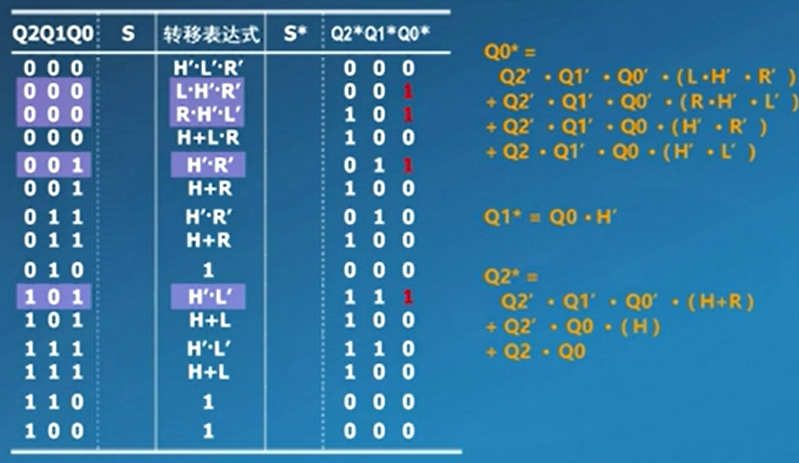 Q2Q1Q0 S 转移表达式 S* Q2*Q1*Q0*
0 0 0 H′·L′·R′ 0 0 0
0 0 0 L·H′·R′ 0 0 1
0 0 0 R·H′·L′ 1 0 1
0 0 0 H+L·R 1 0 0
0 0 1 H′·R′ 0 1 1
0 0 1 H+R 1 0 0
0 1 1 H′·R′ 0 1 0
0 1 1 H+R 1 0 0
0 1 0 1 0 0 0
1 0 1 H′·L′ 1 1 1
1 0 1 H+L 1 0 0
1 1 1 H′·L′ 1 1 0
1 1 1 H+L 1 0 0
1 1 0 1 0 0 0
1 0 0 1 0 0 0
Q0* =
Q2′ · Q1′ · Q0′ · (L·H′ · R′ )
+ Q2′ · Q1′ · Q0′ · (R·H′ · L′ )
+ Q2′ · Q1′ · Q0 · (H′ · R′ )
+ Q2 · Q1′ · Q0 · (H′ · L′ )
Q1* = Q0 · H′
Q2* =
Q2′ · Q1′ · Q0′ · (H+R )
+ Q2′ · Q0 · (H)
+ Q2 · Q0